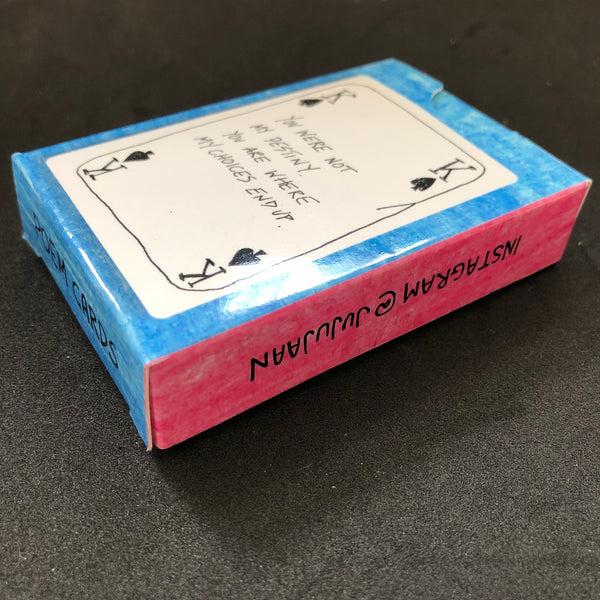 K
K
YOU WERE NOT
MY DESTINY.
YOU ARE WHERE
MY CHOICES END UP.
K
K
POEM CARDS
INSTAGRAM @ JUJUJAAN